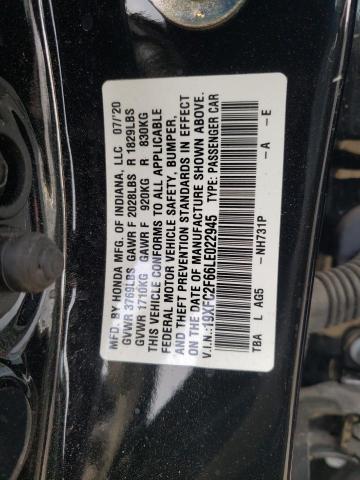 MFD. BY HONDA MFG. OF INDIANA, LLC 07/'20
GVWR 3769LBS GAWR F 2028LBS R 1829LBS
GVWR 1710KG GAWR F 920KG R 830KG
THIS VEHICLE CONFORMS TO ALL APPLICABLE
FEDERAL MOTOR VEHICLE SAFETY, BUMPER,
AND THEFT PREVENTION STANDARDS IN EFFECT
ON THE DATE OF MANUFACTURE SHOWN ABOVE.
V.I.N.:19XFC2F66LE022945 TYPE: PASSENGER CAR
TBA L AG5 - NH731P - A - E